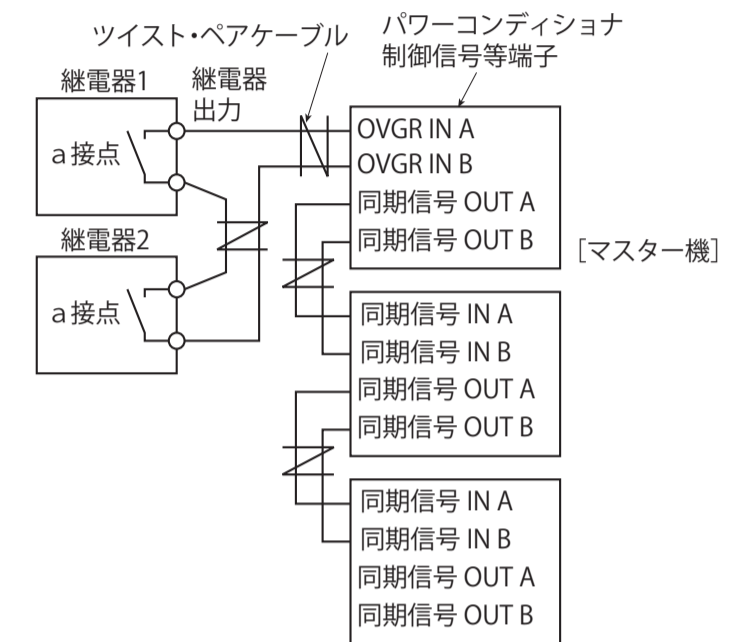 ツイスト・ペアケーブル
パワーコンディショナ
制御信号等端子
継電器1
継電器
出力
a接点
OVGR IN A
OVGR IN B
同期信号 OUT A
同期信号 OUT B
[マスター機]
継電器2
a接点
同期信号 IN A
同期信号 IN B
同期信号 OUT A
同期信号 OUT B
同期信号 IN A
同期信号 IN B
同期信号 OUT A
同期信号 OUT B